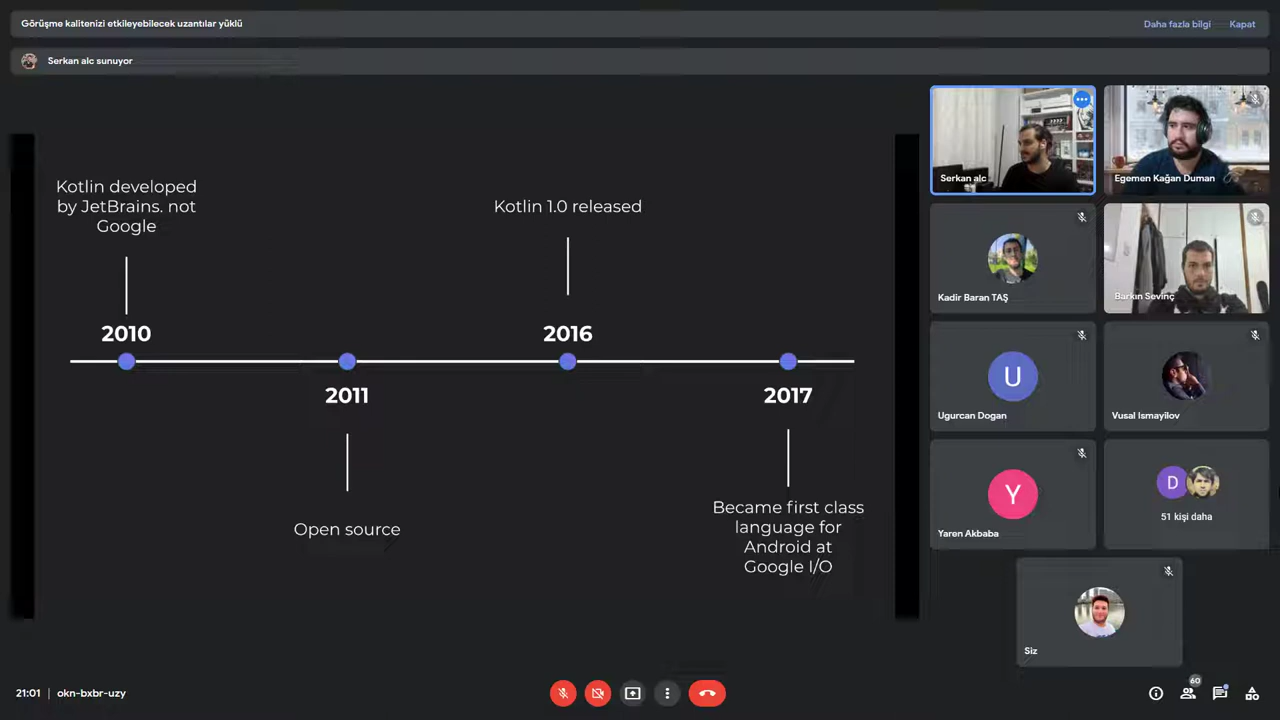 Görüşme kalitenizi etkileyebilecek uzantılar yüklü
Daha fazla bilgi
Kapat
Serkan alc sunuyor
Kotlin developed
by JetBrains. not
Google
Kotlin 1.0 released
2010
2016
2011
2017
Open source
Became first class
language for
Android at
Google I/O
Serkan alc
Egemen Kağan Duman
Kadir Baran TAŞ
Barkın Sevinç
U
Ugurcan Dogan
Vusal Ismayilov
Y
Yaren Akbaba
D
51 kişi daha
Siz
21:01 | okn-bxbr-uzy
60